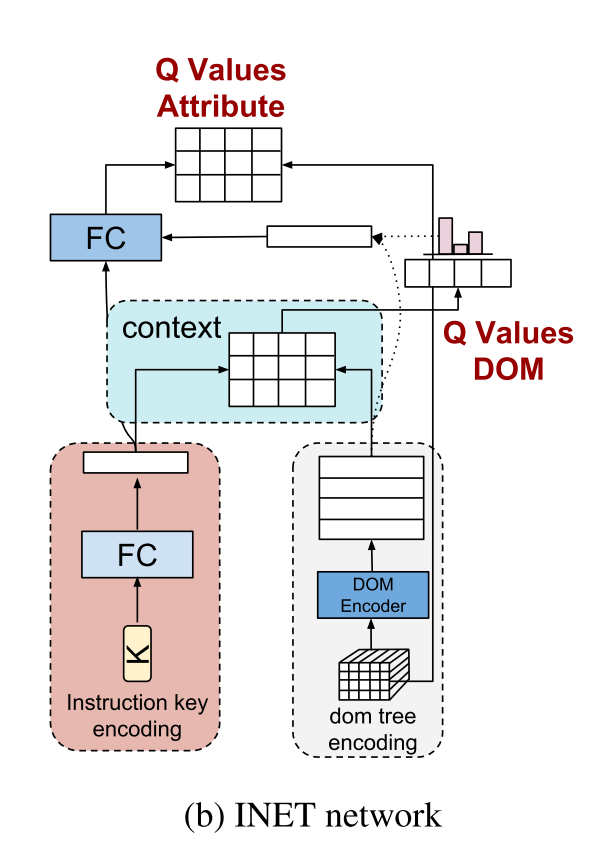 Q Values
Attribute
FC
context
Q Values
DOM
FC
DOM
Encoder
K
Instruction key
encoding
dom tree
encoding
(b) INET network